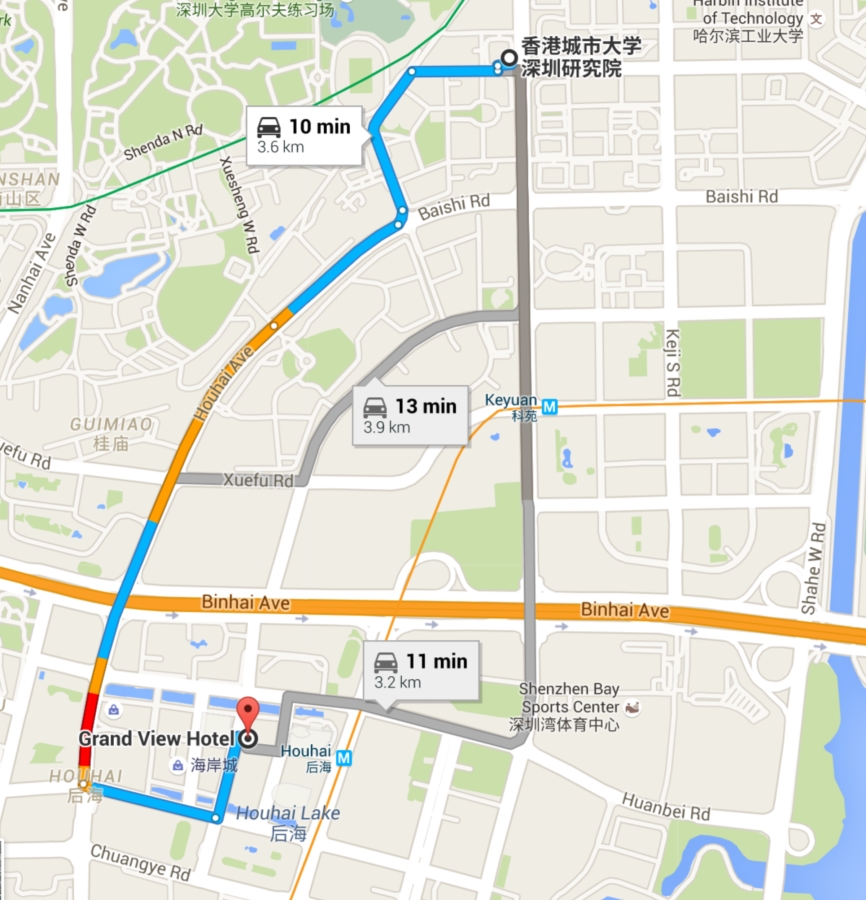 深圳大学高尔夫练习场
Harbin Institute
of Technology
哈尔滨工业大学
香港城市大学
深圳研究院
10 min
3.6 km
Shenda N Rd
Xuesheng W Rd
Shenda W Rd
Nanhai Ave
NSHAN
山区
Baishi Rd
Baishi Rd
Houhai Ave
Keji S Rd
13 min
3.9 km
Keyuan
科苑
M
GUIMIAO
桂庙
uefu Rd
Xuefu Rd
Binhai Ave
Binhai Ave
Shahe W Rd
11 min
3.2 km
Shenzhen Bay
Sports Center
深圳湾体育中心
Grand View Hotel
Houhai
后海
M
海岸城
HOUHAI
后海
Houhai Lake
后海
Huanbei Rd
Chuangye Rd